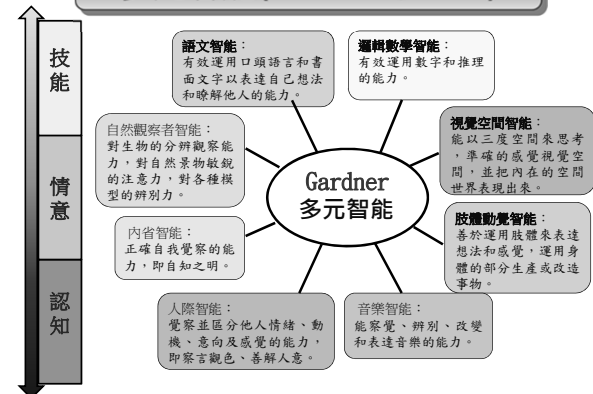 技
能
情
意
認
知
語文智能：
有效運用口頭語言和書
面文字以表達自己想法
和瞭解他人的能力。
邏輯數學智能：
有效運用數字和推理
的能力。
自然觀察者智能：
對生物的分辨觀察能
力，對自然景物敏銳
的注意力，對各種模
型的辨別力。
視覺空間智能：
能以三度空間來思考
，準確的感覺視覺空
間，並把內在的空間
世界表現出來。
Gardner
多元智能
內省智能：
正確自我覺察的能
力，即自知之明。
肢體動覺智能：
善於運用肢體來表達
想法和感覺，運用身
體的部分生產或改造
事物。
人際智能：
覺察並區分他人情緒、動
機、意向及感覺的能力，
即察言觀色、善解人意。
音樂智能：
能察覺、辨別、改變
和表達音樂的能力。